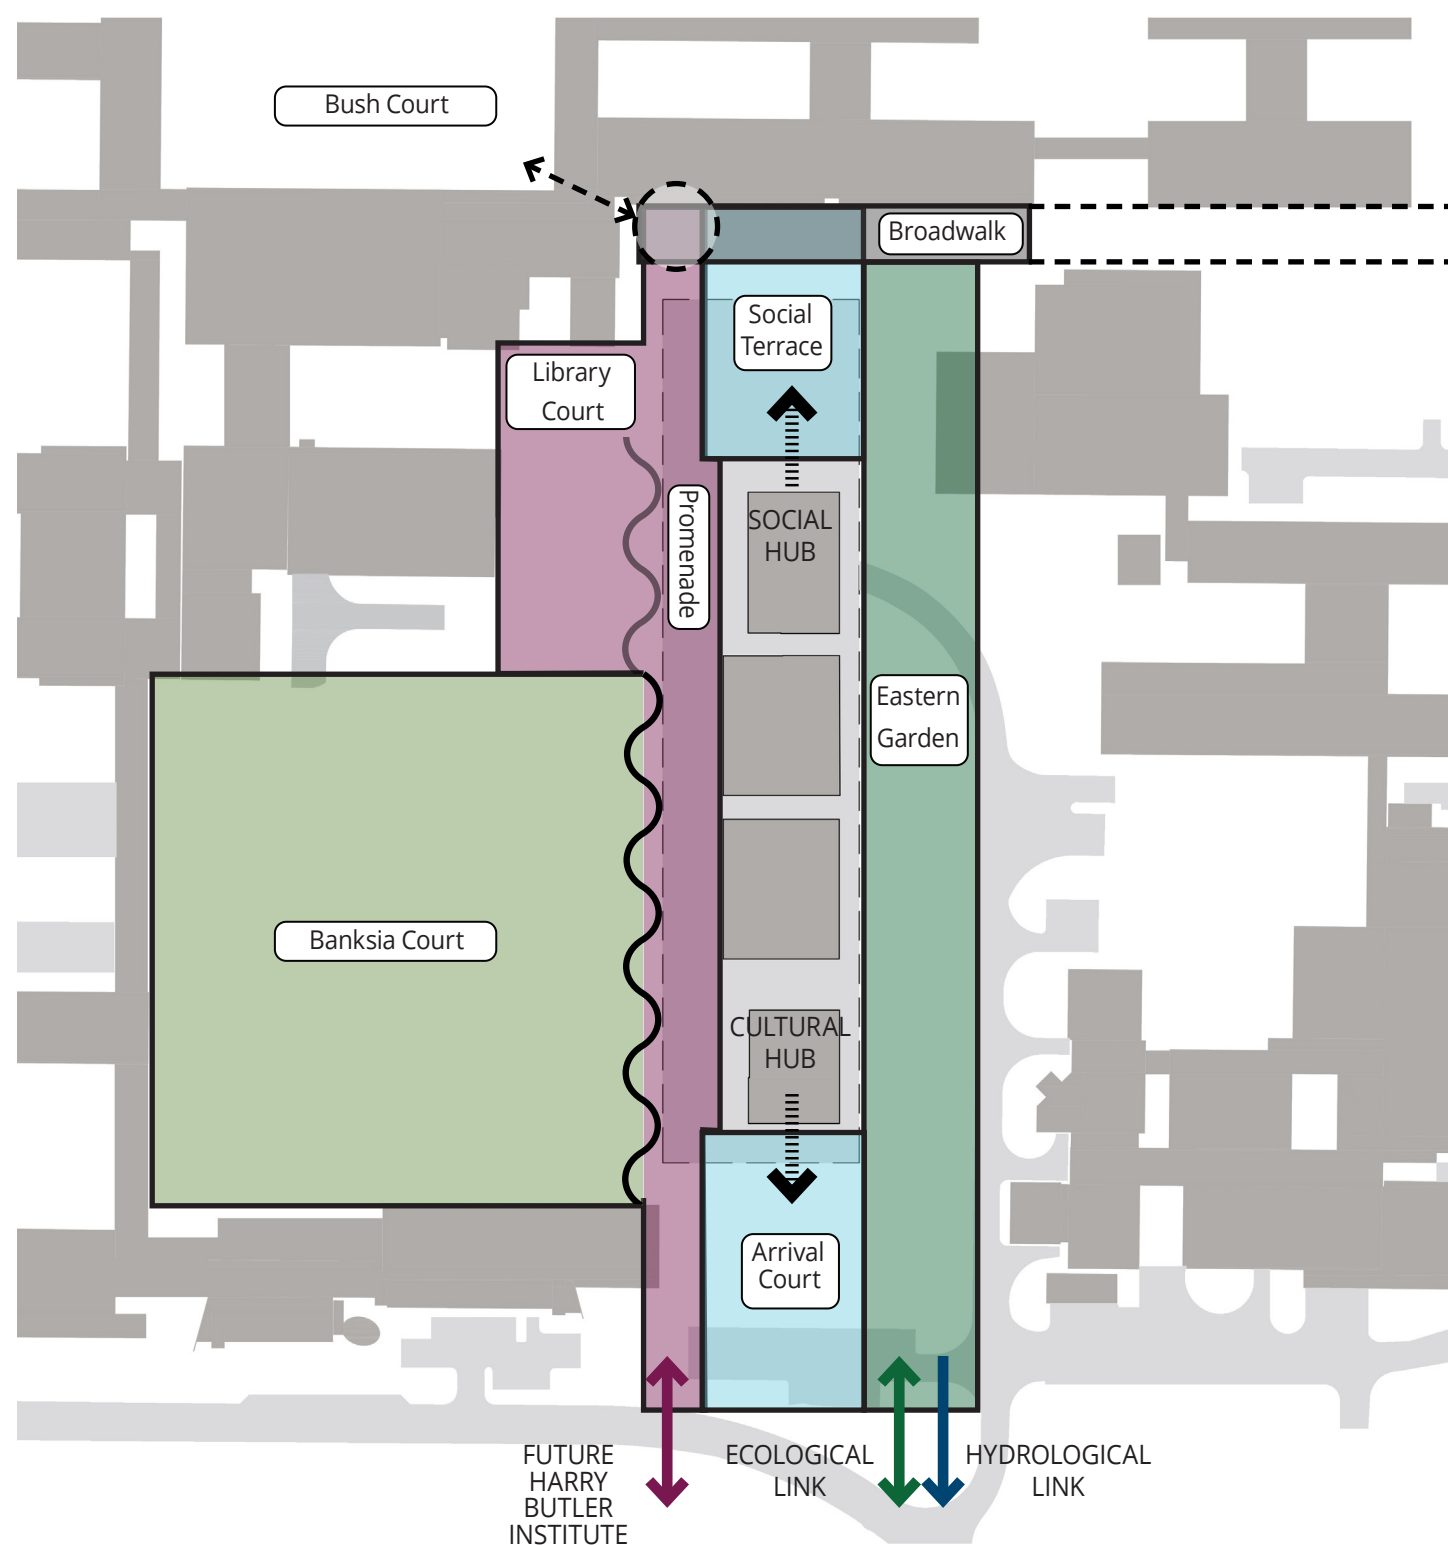 Bush Court
Broadwalk
Social
Terrace
Library
Court
Promenade
SOCIAL
HUB
Eastern
Garden
Banksia Court
CULTURAL
HUB
Arrival
Court
FUTURE
HARRY
BUTLER
INSTITUTE
ECOLOGICAL
LINK
HYDROLOGICAL
LINK